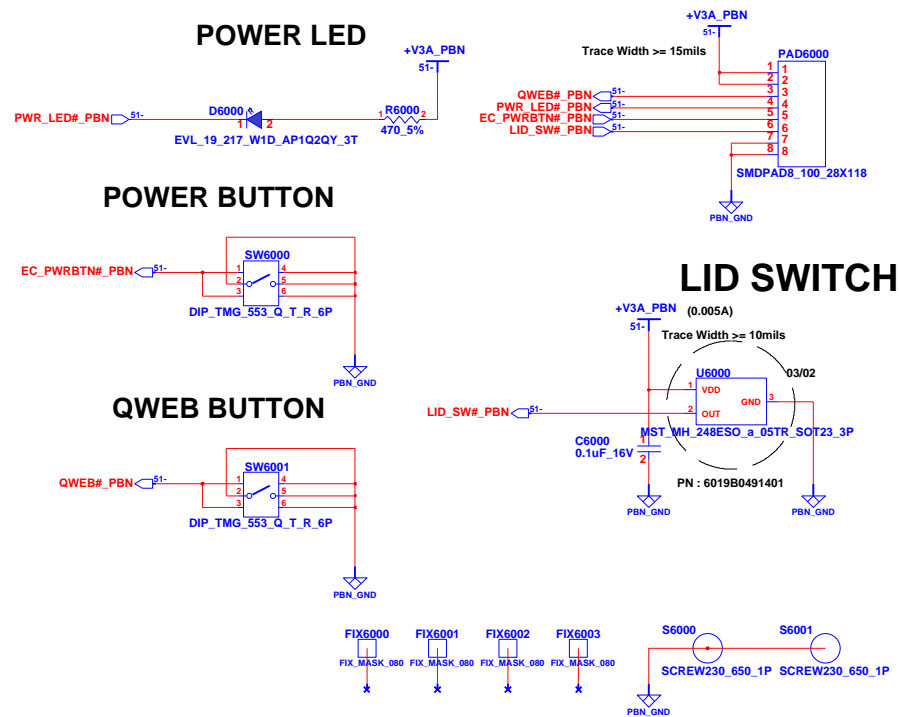 POWER LED
+V3A_PBN
51-
PWR_LED#_PBN
51-
D6000
1
2
EVL_19_217_W1D_AP1Q2QY_3T
R6000
1
2
470_5%
+V3A_PBN
51-
Trace Width >= 15mils
PAD6000
1 1
2 2
QWEB#_PBN 51- 3 3
PWR_LED#_PBN 51- 4 4
EC_PWRBTN#_PBN 51- 5 5
LID_SW#_PBN 51- 6 6
7 7
8 8
SMDPAD8_100_28X118
PBN_GND
POWER BUTTON
EC_PWRBTN#_PBN
51-
SW6000
1 4
2 5
3 6
DIP_TMG_553_Q_T_R_6P
PBN_GND
LID SWITCH
+V3A_PBN
(0.005A)
51-
Trace Width >= 10mils
U6000
03/02
1 VDD
GND 3
LID_SW#_PBN
51-
2 OUT
MST_MH_248ESO_a_05TR_SOT23_3P
C6000
1
0.1uF_16V
2
PN : 6019B0491401
PBN_GND
PBN_GND
QWEB BUTTON
QWEB#_PBN
51-
SW6001
1 4
2 5
3 6
DIP_TMG_553_Q_T_R_6P
PBN_GND
FIX6000
FIX_MASK_080
FIX6001
FIX_MASK_080
FIX6002
FIX_MASK_080
FIX6003
FIX_MASK_080
S6000
SCREW230_650_1P
S6001
SCREW230_650_1P
PBN_GND